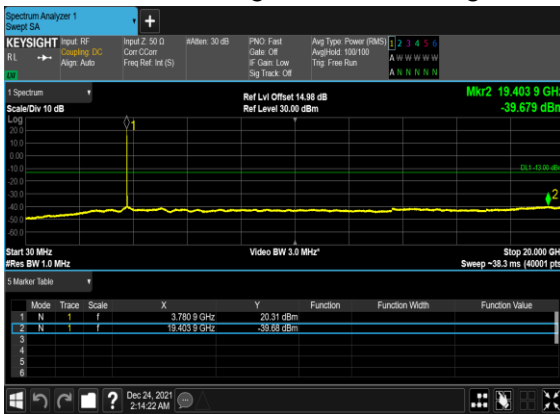 Spectrum Analyzer 1
Swept SA
KEYSIGHT Input: RF Input Z: 50 Ω #Atten: 30 dB PNO: Fast Avg Type: Power (RMS) 1 2 3 4 5 6
RL Coupling: DC Corr CCorr Gate: Off Avg|Hold: 100/100 A W W W W W
Align: Auto Freq Ref: Int (S) IF Gain: Low Trig: Free Run
Sig Track: Off A N N N N N
LV
1 Spectrum Ref Lvl Offset 14.98 dB Mkr2 19.403 9 GHz
Scale/Div 10 dB Ref Level 30.00 dBm -39.679 dBm
Log
20.0
10.0
0.00
-10.0
DL1 -13.00 dBm
-20.0
-30.0
-40.0
-50.0
-60.0
1
2
Start 30 MHz Video BW 3.0 MHz* Stop 20.000 GH
#Res BW 1.0 MHz Sweep ~38.3 ms (40001 pts
5 Marker Table
Mode Trace Scale X Y Function Function Width Function Value
1 N 1 f 3.780 9 GHz 20.31 dBm
2 N 1 f 19.403 9 GHz -39.68 dBm
3
4
5
6
? Dec 24, 2021
2:14:22 AM